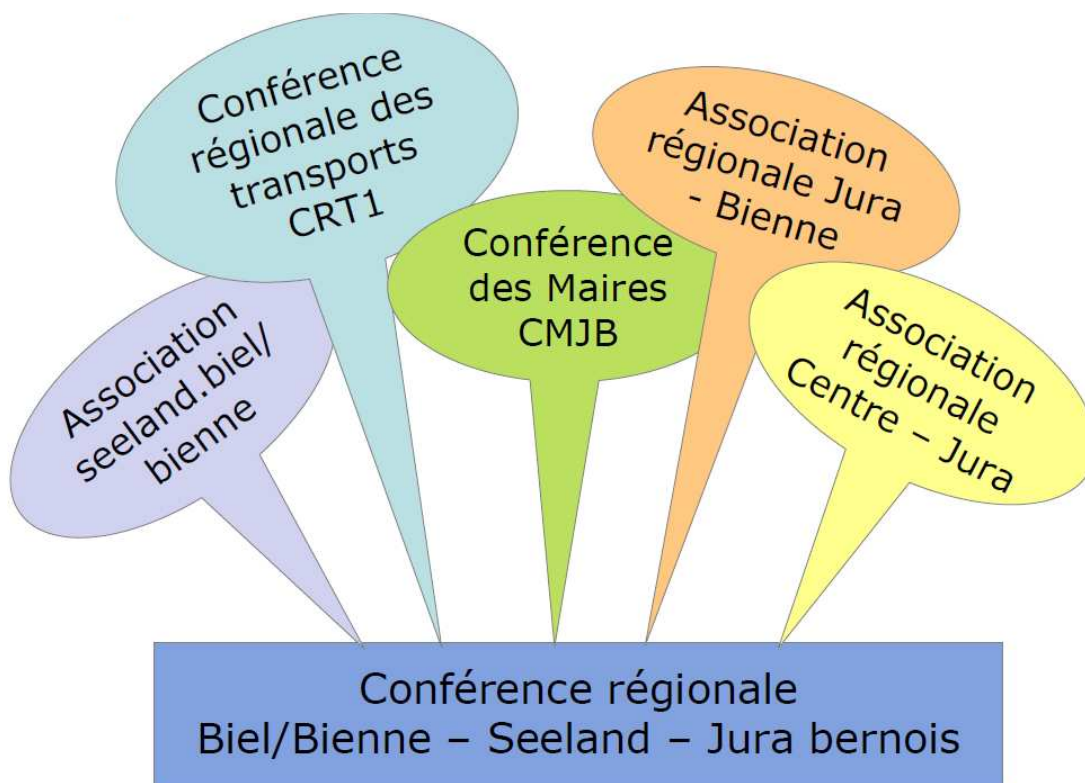 Conférence
régionale des
transports
CRT1
Association
régionale Jura
- Bienne
Conférence
des Maires
CMJB
Association
seeland.biel/
bienne
Association
régionale
Centre – Jura
Conférence régionale
Biel/Bienne – Seeland – Jura bernois